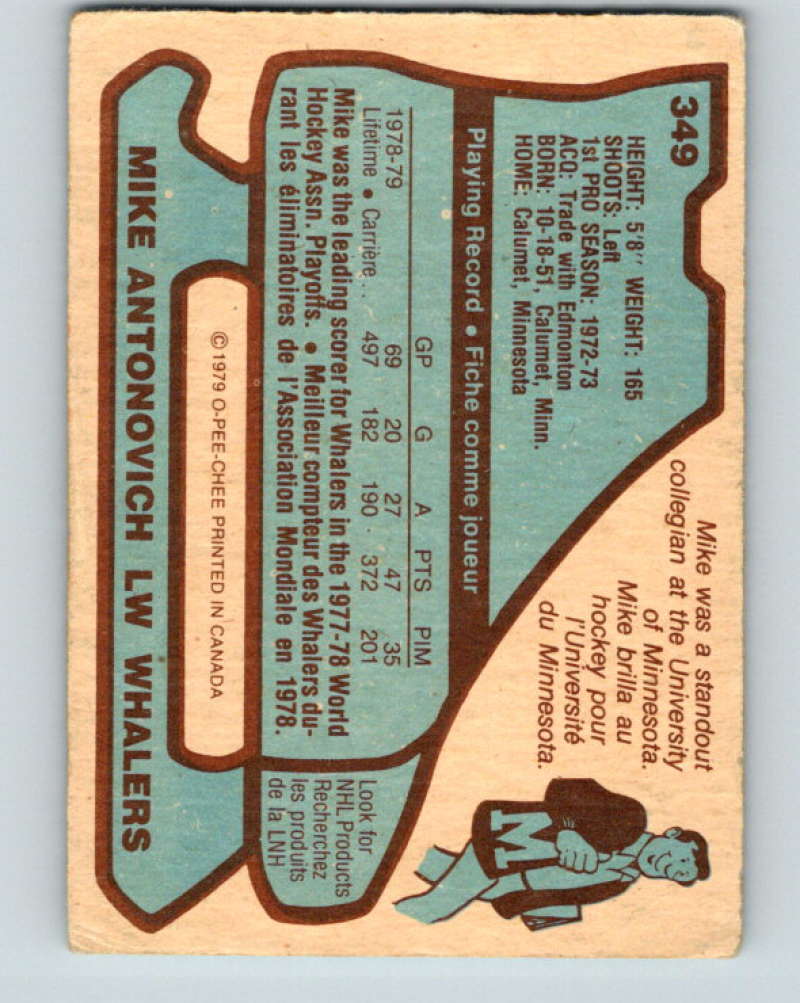 349
HEIGHT: 5'8'' WEIGHT: 165
SHOOTS: Left
1st PRO SEASON: 1972-73
ACQ: Trade with Edmonton
BORN: 10-18-51, Calumet, Minn.
HOME: Calumet, Minnesota
Mike was a standout
collegian at the University
of Minnesota.
Mike brilla au
hockey pour
l'Université
du Minnesota.
M
Playing Record • Fiche comme joueur
GP G A PTS PIM
1978-79 69 20 27 47 35
Lifetime • Carrière... 497 182 190 372 201
Mike was the leading scorer for Whalers in the 1977-78 World
Hockey Assn. Playoffs. • Meilleur compteur des Whalers du-
rant les éliminatoires de l'Association Mondiale en 1978.
Look for
NHL Products
Recherchez
les produits
de la LNH
© 1979 O-PEE-CHEE PRINTED IN CANADA
MIKE ANTONOVICH LW WHALERS